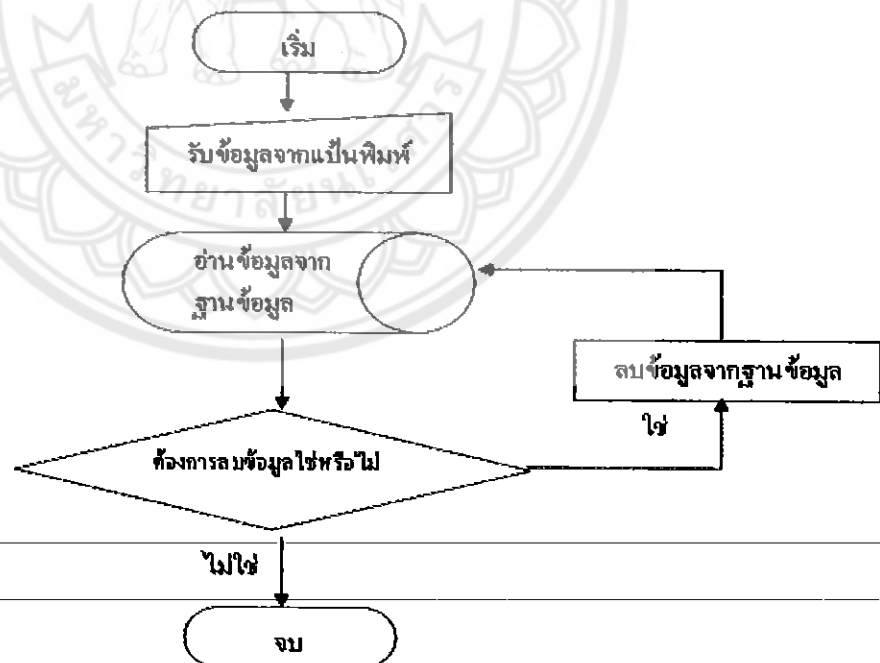 เริ่ม
รับข้อมูลจากแป้นพิมพ์
อ่านข้อมูลจาก
ฐานข้อมูล
ลบข้อมูลจากฐานข้อมูล
ใช่
ต้องการลบข้อมูลใช่หรือไม่
ไม่ใช่
จบ